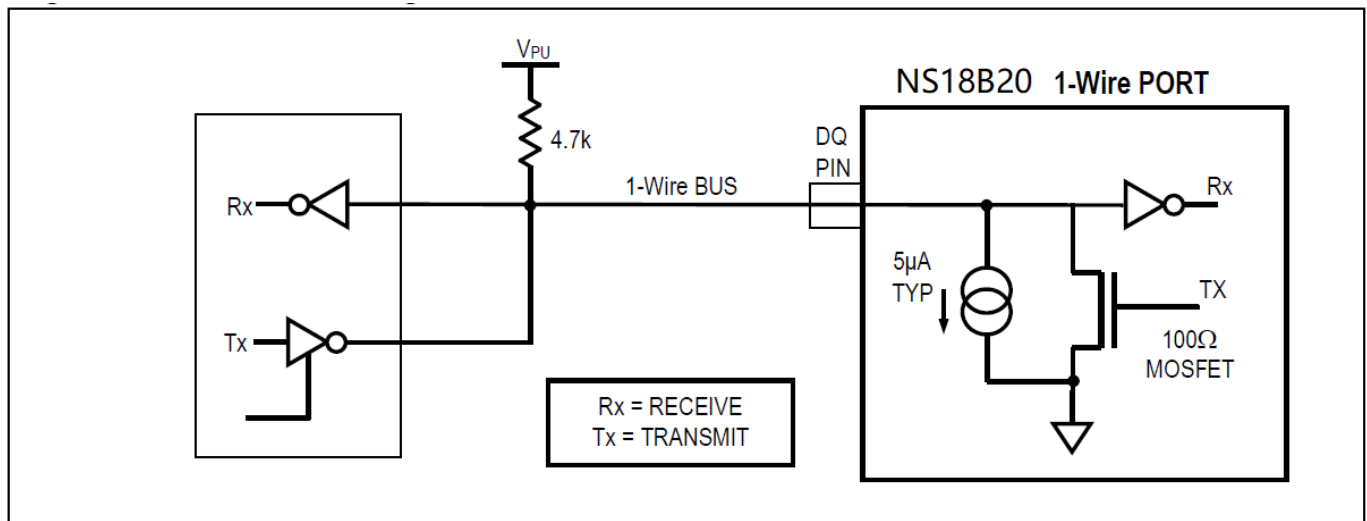 V_PU
4.7k
NS18B20 1-Wire PORT
DQ
PIN
1-Wire BUS
Rx
Rx
5µA
TYP
TX
100Ω
MOSFET
Tx
Rx = RECEIVE
Tx = TRANSMIT